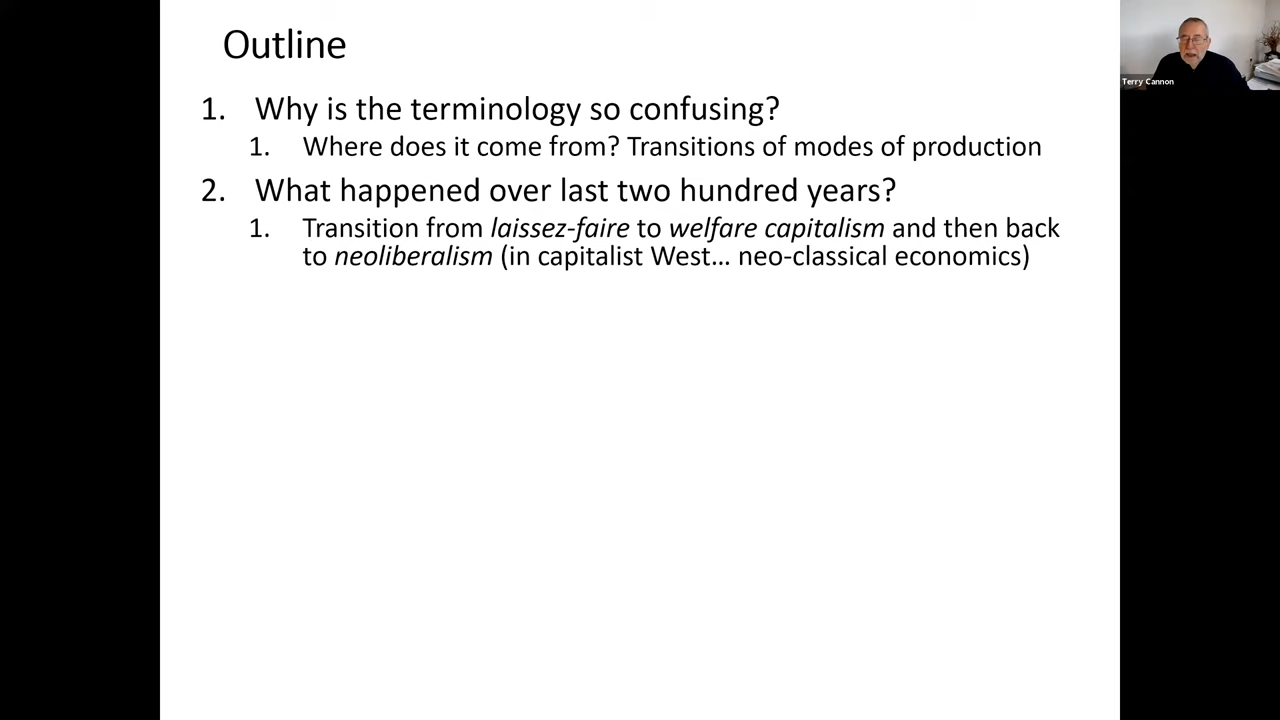 Outline
1. Why is the terminology so confusing?
1. Where does it come from? Transitions of modes of production
2. What happened over last two hundred years?
1. Transition from laissez-faire to welfare capitalism and then back
to neoliberalism (in capitalist West... neo-classical economics)
Terry Cannon